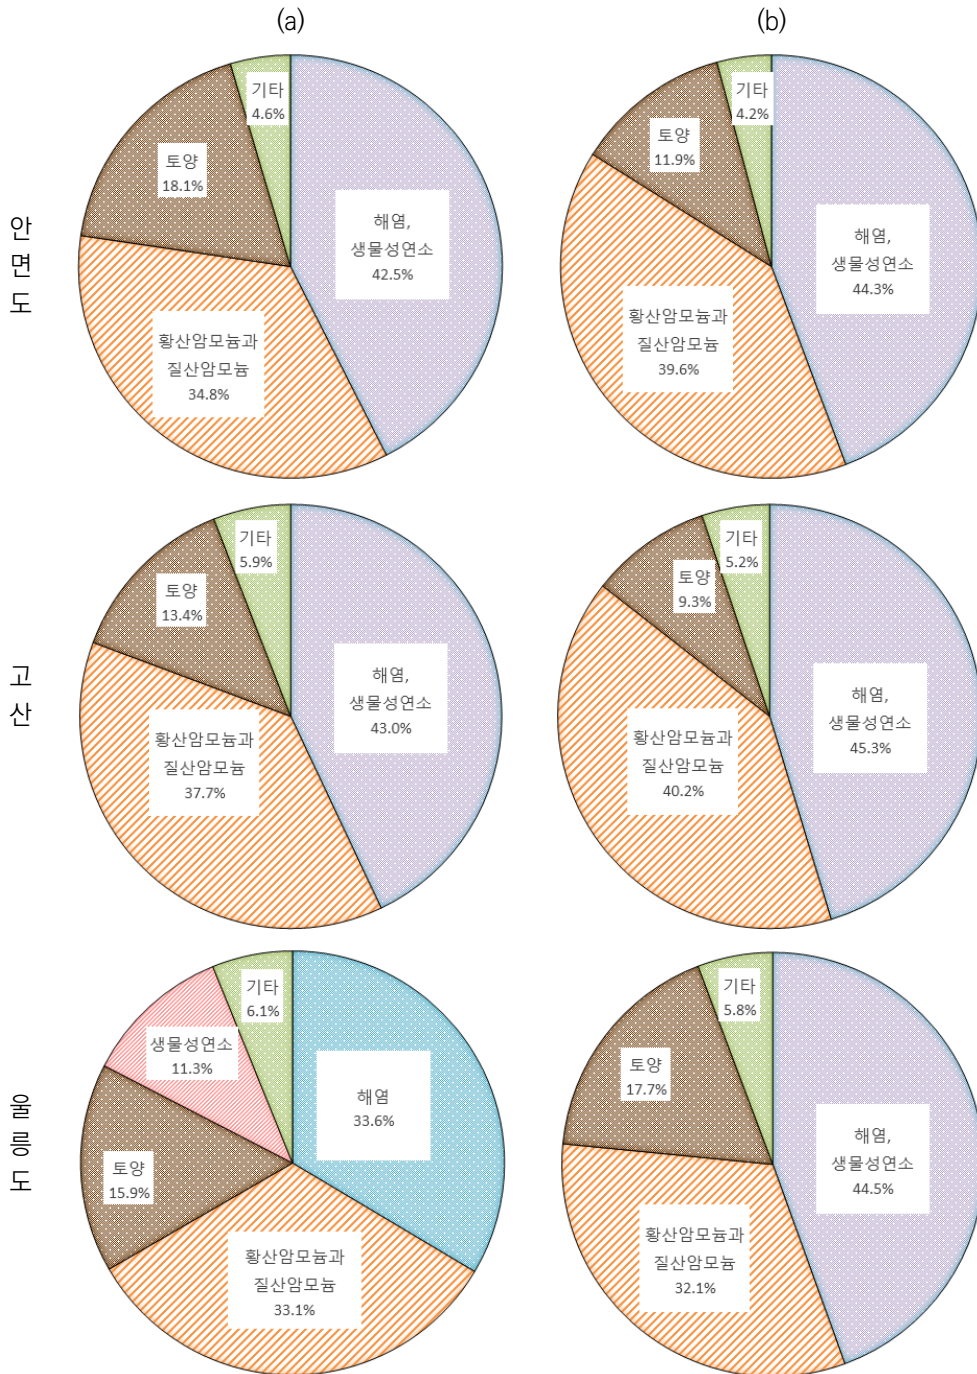 (a)
(b)
안
면
도
기타
4.6%
토양
18.1%
해염,
생물성연소
42.5%
황산암모늄과
질산암모늄
34.8%
기타
4.2%
토양
11.9%
해염,
생물성연소
44.3%
황산암모늄과
질산암모늄
39.6%
고
산
기타
5.9%
토양
13.4%
해염,
생물성연소
43.0%
황산암모늄과
질산암모늄
37.7%
기타
5.2%
토양
9.3%
해염,
생물성연소
45.3%
황산암모늄과
질산암모늄
40.2%
울
릉
도
기타
6.1%
생물성연소
11.3%
해염
33.6%
토양
15.9%
황산암모늄과
질산암모늄
33.1%
기타
5.8%
토양
17.7%
해염,
생물성연소
44.5%
황산암모늄과
질산암모늄
32.1%